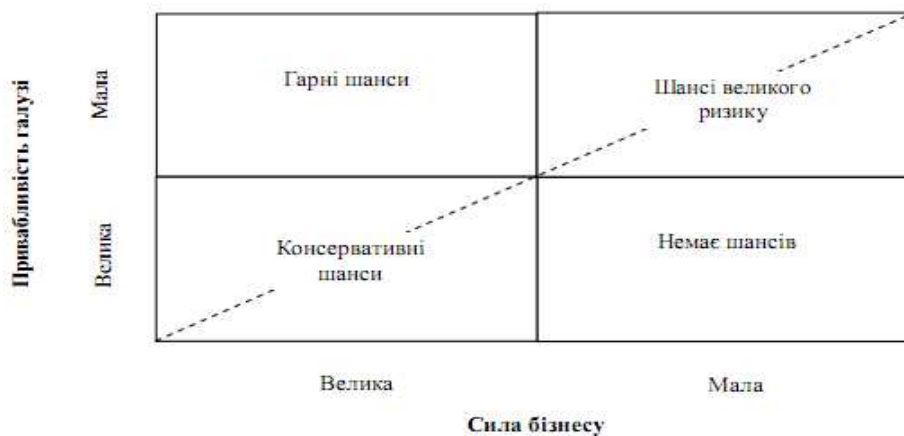 Привабливість галузі
Мала
Велика
Гарні шанси
Шансі великого
ризику
Консервативні
шанси
Немає шансів
Велика
Мала
Сила бізнесу